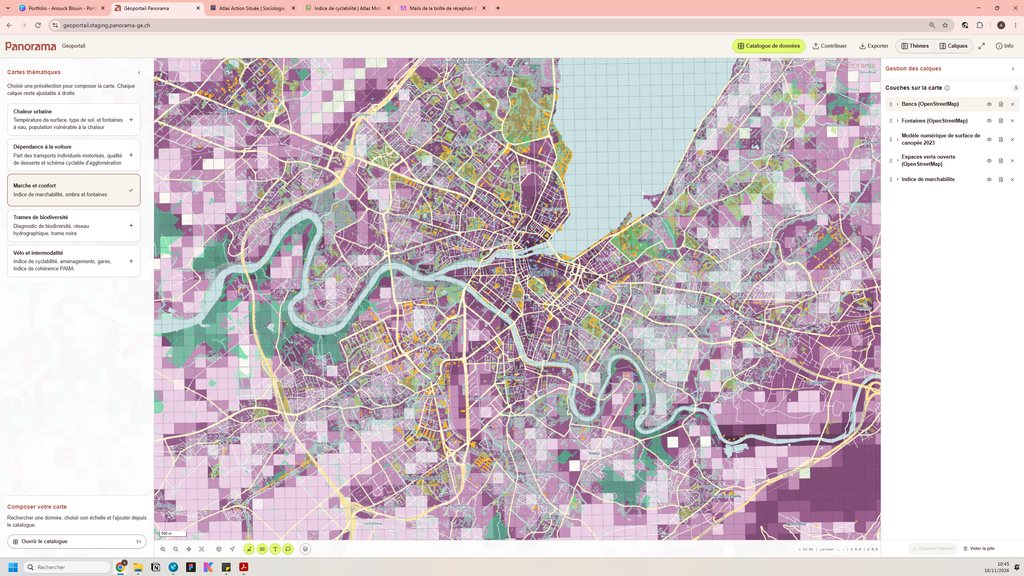 Portfolio - Anouck Blouin - Port
Géoportail Panorama
Atlas Action Située | Sociologie
Indice de cyclabilité | Atlas Mob
Mails de la boîte de réception (
geoportail.staging.panorama-ge.ch
Panorama Géoportail
Catalogue de données
Contribuer
Exporter
Thèmes
Calques
Info
Cartes thématiques
Choisir une présélection pour composer la carte. Chaque
calque reste ajustable à droite.
Chaleur urbaine
Température de surface, type de sol, et fontaines
à eau, population vulnérable à la chaleur
Dépendance à la voiture
Part des transports individuels motorisés, qualité
de desserte et schéma cyclable d'agglomération
Marche et confort
Indice de marchabilité, ombre et fontaines
Trames de biodiversité
Diagnostic de biodiversité, réseau
hydrographique, trame noire
Vélo et intermodalité
Indice de cyclabilité, aménagements, gares,
indice de cohérence PAMA
Composer votre carte
Rechercher une donnée, choisir son échelle et l'ajouter depuis
le catalogue.
Ouvrir le catalogue
51
500 m
Gestion des calques
Couches sur la carte
5
Bancs (OpenStreetMap)
Fontaines (OpenStreetMap)
Modèle numérique de surface de
canopée 2023
Espaces verts ouverts
(OpenStreetMap)
Indice de marchabilite
Vider la pile
Rechercher
10:45
16/11/2026